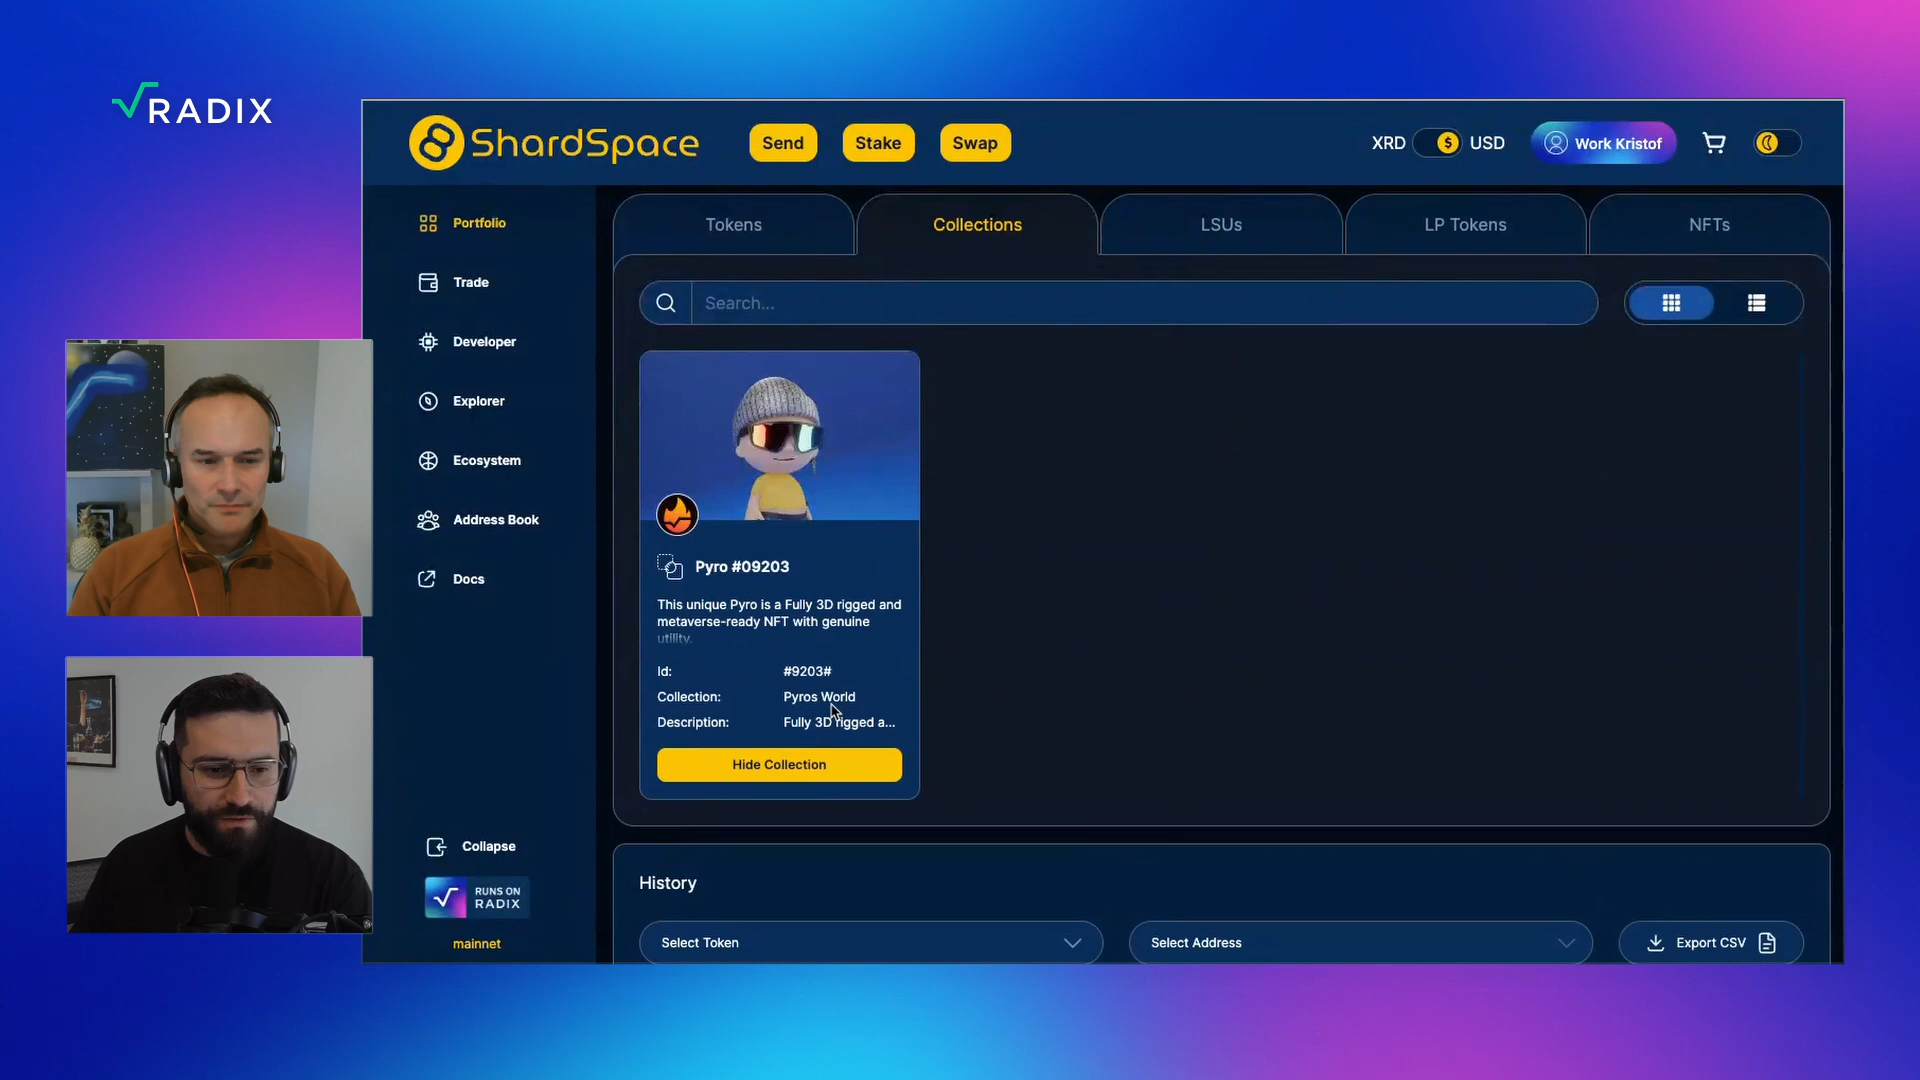 RADIX
ShardSpace
Send
Stake
Swap
XRD
$
USD
Work Kristof
Portfolio
Trade
Developer
Explorer
Ecosystem
Address Book
Docs
Collapse
RUNS ON
RADIX
mainnet
Tokens
Collections
LSUs
LP Tokens
NFTs
Search...
Pyro #09203
This unique Pyro is a Fully 3D rigged and
metaverse-ready NFT with genuine
utility.
Id: #9203#
Collection: Pyros World
Description: Fully 3D rigged a...
Hide Collection
History
Select Token
Select Address
Export CSV